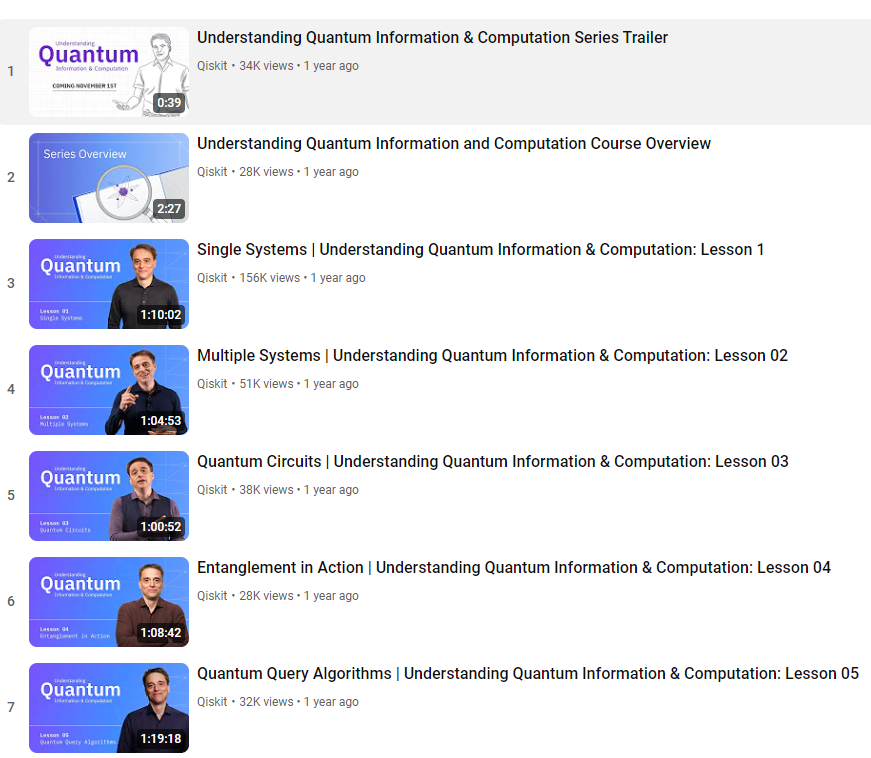 1
Understanding
Quantum
Information & Computation
COMING NOVEMBER 1ST
0:39
Understanding Quantum Information & Computation Series Trailer
Qiskit • 34K views • 1 year ago
2
Series Overview
2:27
Understanding Quantum Information and Computation Course Overview
Qiskit • 28K views • 1 year ago
3
Understanding
Quantum
Information & Computation
Lesson 01
Single Systems
1:10:02
Single Systems | Understanding Quantum Information & Computation: Lesson 1
Qiskit • 156K views • 1 year ago
4
Understanding
Quantum
Information & Computation
Lesson 02
Multiple Systems
1:04:53
Multiple Systems | Understanding Quantum Information & Computation: Lesson 02
Qiskit • 51K views • 1 year ago
5
Understanding
Quantum
Information & Computation
Lesson 03
Quantum Circuits
1:00:52
Quantum Circuits | Understanding Quantum Information & Computation: Lesson 03
Qiskit • 38K views • 1 year ago
6
Understanding
Quantum
Information & Computation
Lesson 04
Entanglement in Action
1:08:42
Entanglement in Action | Understanding Quantum Information & Computation: Lesson 04
Qiskit • 28K views • 1 year ago
7
Understanding
Quantum
Information & Computation
Lesson 05
Quantum Query Algorithms
1:19:18
Quantum Query Algorithms | Understanding Quantum Information & Computation: Lesson 05
Qiskit • 32K views • 1 year ago